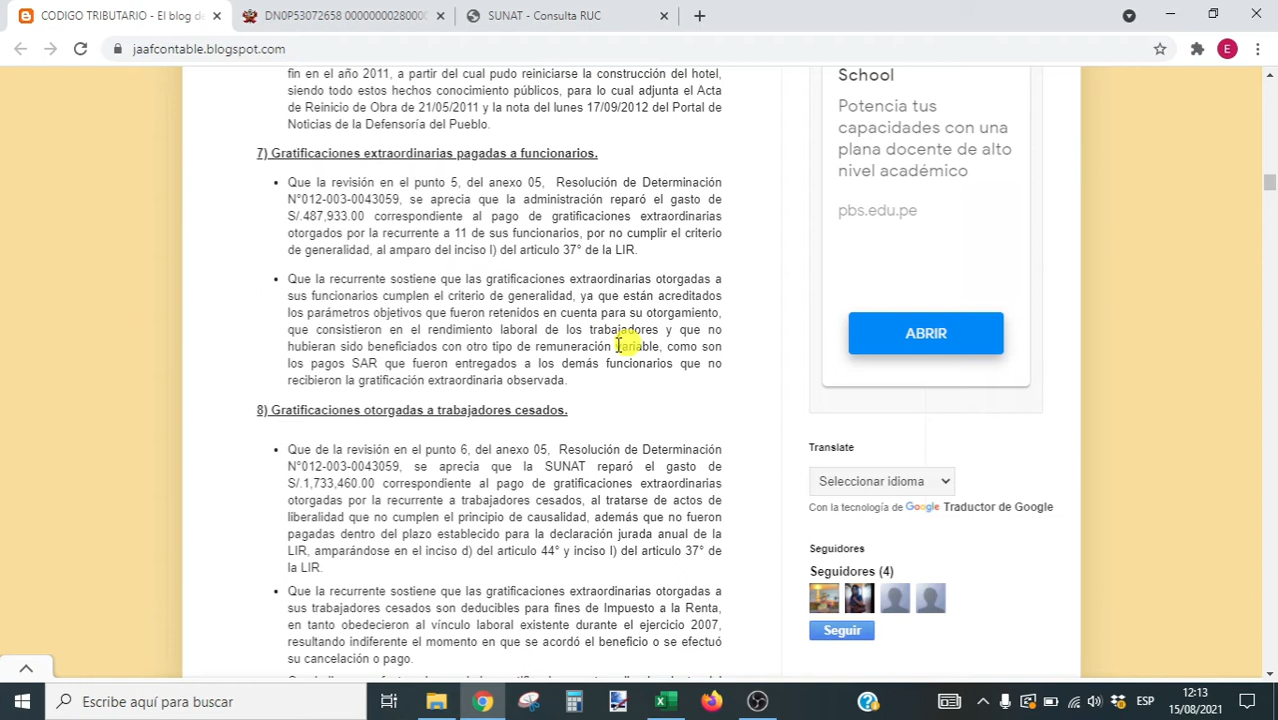 CODIGO TRIBUTARIO - El blog de
DN0P53072658 00000000280000
SUNAT - Consulta RUC
jaafcontable.blogspot.com
E
fin en el año 2011, a partir del cual pudo reiniciarse la construcción del hotel,
siendo todo estos hechos conocimiento públicos, para lo cual adjunta el Acta
de Reinicio de Obra de 21/05/2011 y la nota del lunes 17/09/2012 del Portal de
Noticias de la Defensoría del Pueblo.
7) Gratificaciones extraordinarias pagadas a funcionarios.
Que la revisión en el punto 5, del anexo 05, Resolución de Determinación
N°012-003-0043059, se aprecia que la administración reparó el gasto de
S/.487,933.00 correspondiente al pago de gratificaciones extraordinarias
otorgados por la recurrente a 11 de sus funcionarios, por no cumplir el criterio
de generalidad, al amparo del inciso l) del articulo 37° de la LIR.
Que la recurrente sostiene que las gratificaciones extraordinarias otorgadas a
sus funcionarios cumplen el criterio de generalidad, ya que están acreditados
los parámetros objetivos que fueron retenidos en cuenta para su otorgamiento,
que consistieron en el rendimiento laboral de los trabajadores y que no
hubieran sido beneficiados con otro tipo de remuneración variable, como son
los pagos SAR que fueron entregados a los demás funcionarios que no
recibieron la gratificación extraordinaria observada.
8) Gratificaciones otorgadas a trabajadores cesados.
Que de la revisión en el punto 6, del anexo 05, Resolución de Determinación
N°012-003-0043059, se aprecia que la SUNAT reparó el gasto de
S/.1,733,460.00 correspondiente al pago de gratificaciones extraordinarias
otorgadas por la recurrente a trabajadores cesados, al tratarse de actos de
liberalidad que no cumplen el principio de causalidad, además que no fueron
pagadas dentro del plazo establecido para la declaración jurada anual de la
LIR, amparándose en el inciso d) del articulo 44° y inciso l) del articulo 37° de
la LIR.
Que la recurrente sostiene que las gratificaciones extraordinarias otorgadas a
sus trabajadores cesados son deducibles para fines de Impuesto a la Renta,
en tanto obedecieron al vínculo laboral existente durante el ejercicio 2007,
resultando indiferente el momento en que se acordó el beneficio o se efectuó
su cancelación o pago.
School
Potencia tus
capacidades con una
plana docente de alto
nivel académico
pbs.edu.pe
ABRIR
Translate
Seleccionar idioma
Con la tecnología de Google Traductor de Google
Seguidores
Seguidores (4)
Seguir
Escribe aquí para buscar
ESP
12:13
15/08/2021